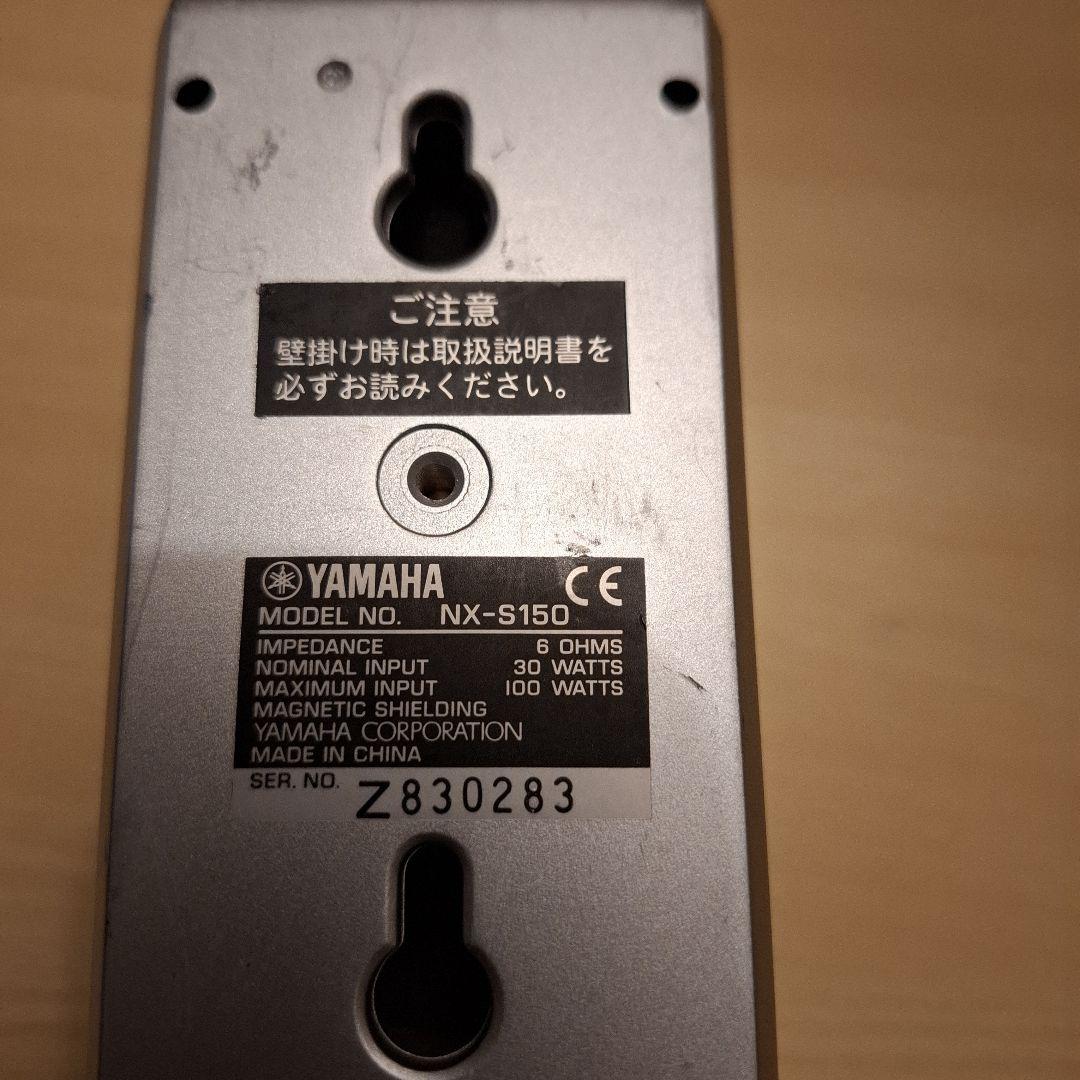 ご注意
壁掛け時は取扱説明書を
必ずお読みください。
YAMAHA CE
MODEL NO. NX-S150
IMPEDANCE 6 OHMS
NOMINAL INPUT 30 WATTS
MAXIMUM INPUT 100 WATTS
MAGNETIC SHIELDING
YAMAHA CORPORATION
MADE IN CHINA
SER. NO. Z830283